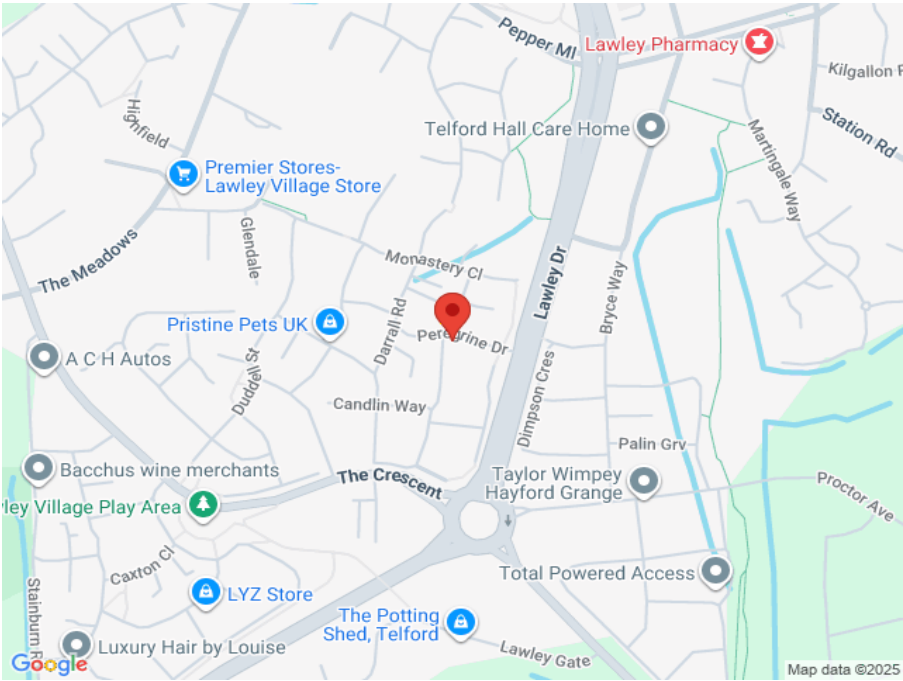 Pepper Ml
Lawley Pharmacy
Kilgallon R
Highfield
Telford Hall Care Home
Station Rd
Martingale Way
Premier Stores-
Lawley Village Store
Glendale
The Meadows
Monastery Cl
Lawley Dr
Bryce Way
Pristine Pets UK
Darrall Rd
Peregrine Dr
A C H Autos
Duddell St
Dimpson Cres
Candlin Way
Palin Grv
Bacchus wine merchants
The Crescent
Taylor Wimpey
Hayford Grange
wley Village Play Area
Proctor Ave
Caxton Cl
Total Powered Access
Stainburn R
LYZ Store
The Potting
Shed, Telford
Luxury Hair by Louise
Lawley Gate
Google
Map data ©2025